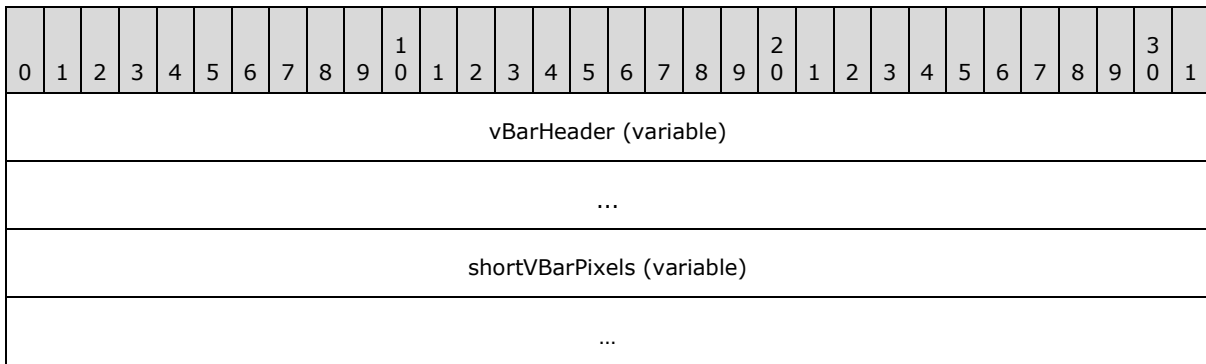 0 1 2 3 4 5 6 7 8 9 1 0 1 2 3 4 5 6 7 8 9 2 0 1 2 3 4 5 6 7 8 9 3 0 1
vBarHeader (variable)
...
shortVBarPixels (variable)
...